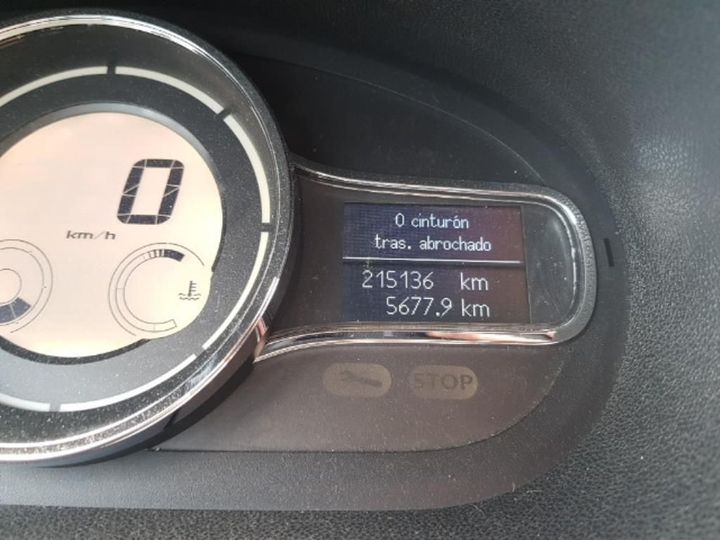 0
km/h
0 cinturón
tras. abrochado
215136 km
5677.9 km
STOP